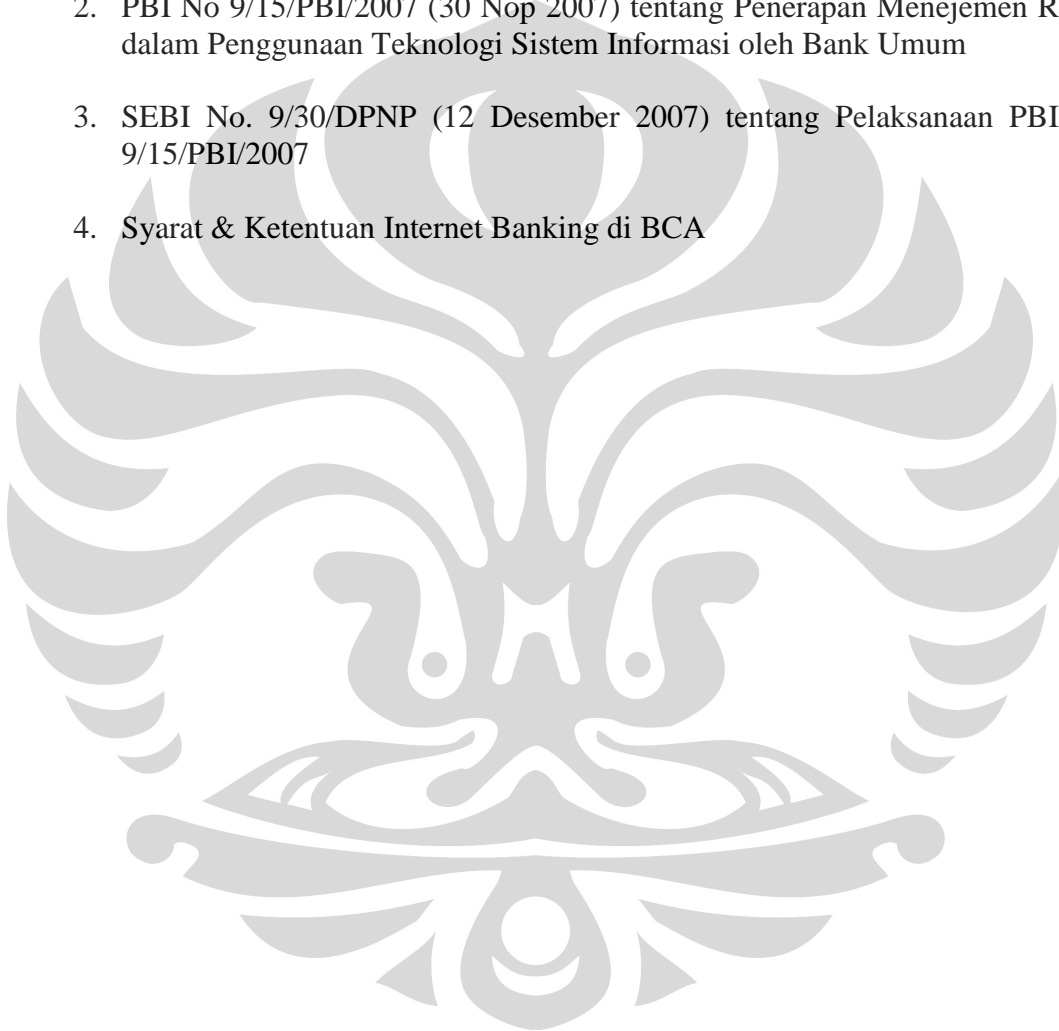 2. PBI No 9/15/PBI/2007 (30 Nop 2007) tentang Penerapan Menejemen R
dalam Penggunaan Teknologi Sistem Informasi oleh Bank Umum
3. SEBI No. 9/30/DPNP (12 Desember 2007) tentang Pelaksanaan PBI
9/15/PBI/2007
4. Syarat & Ketentuan Internet Banking di BCA